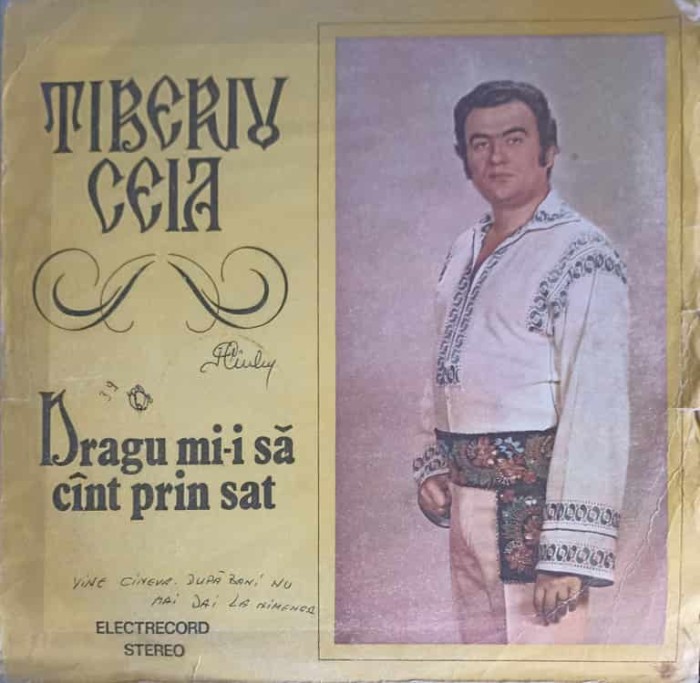 TIBERIU
CEIA
39
Dragu mi-i să
cînt prin sat
VINE CINEVA. DUPĂ BANI NU
MAI DAI LA NIMENEA
ELECTRECORD
STEREO